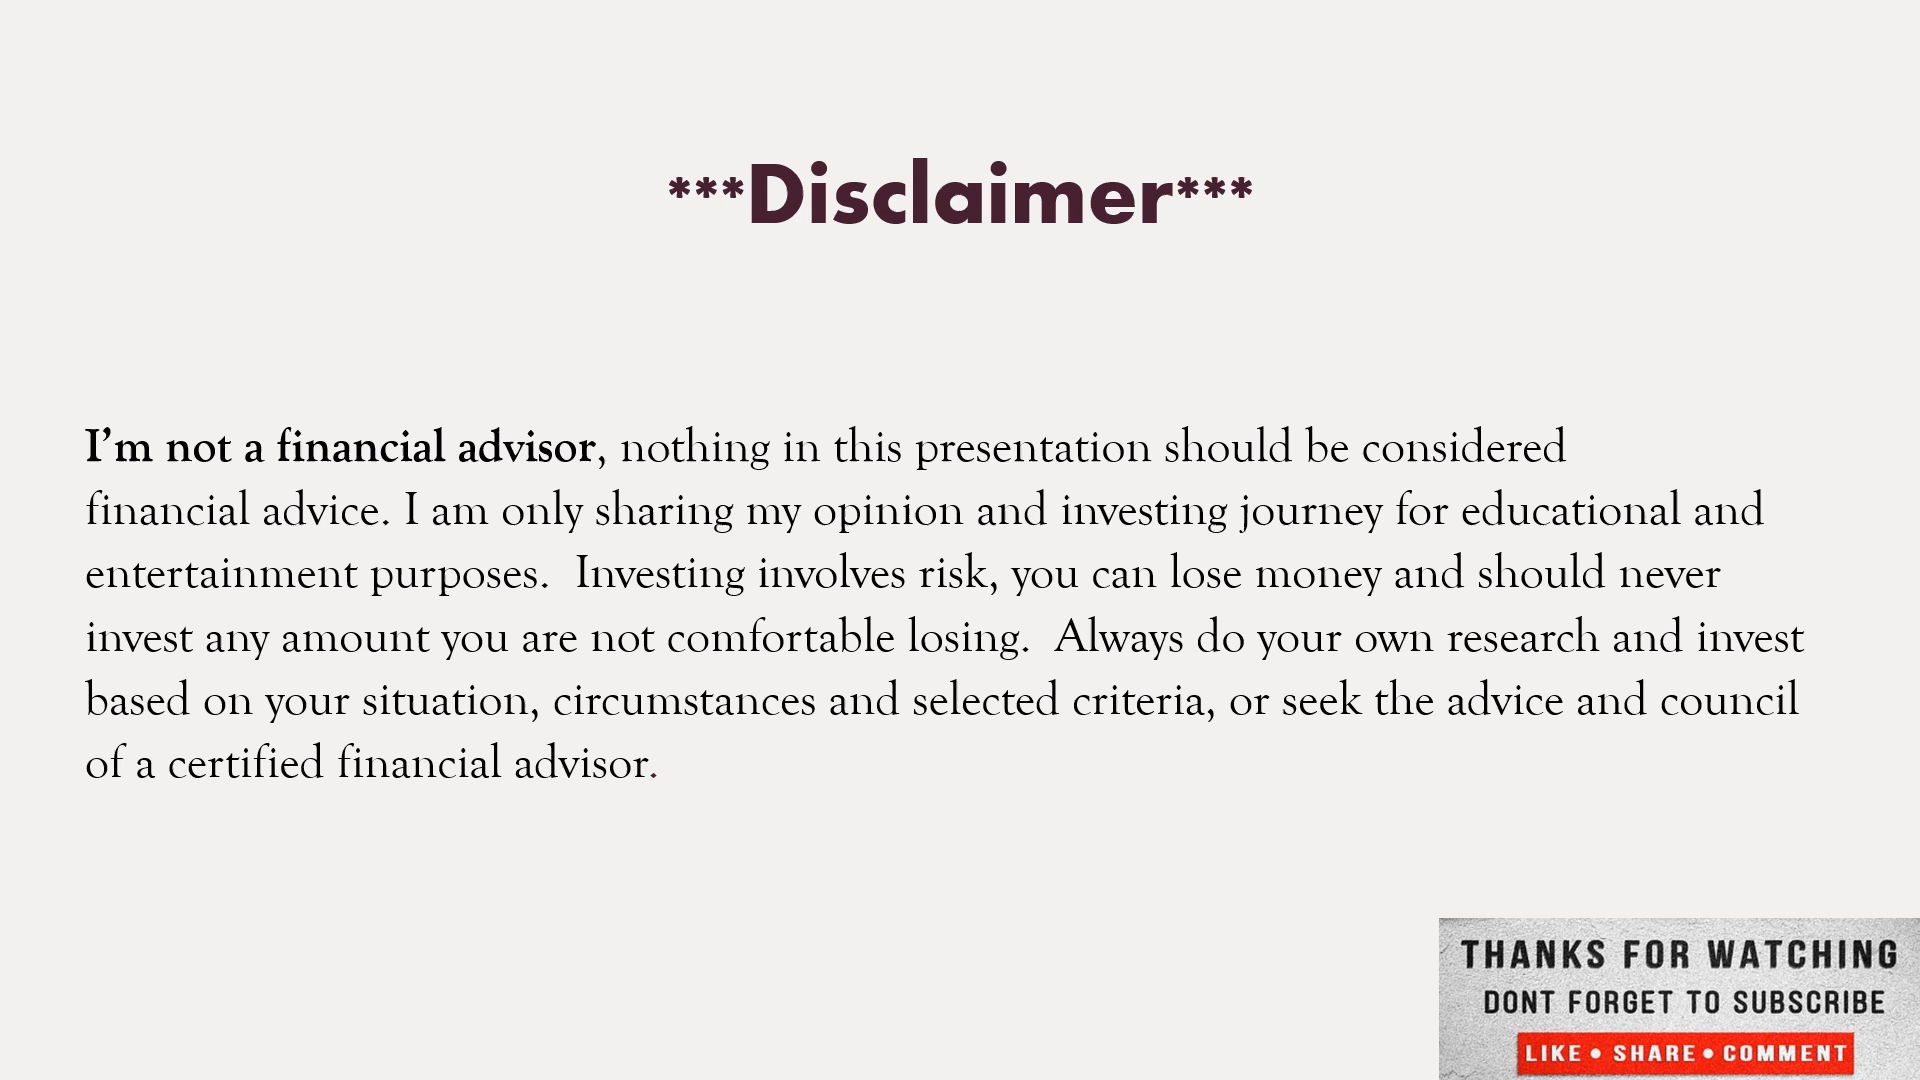 ***Disclaimer***
I’m not a financial advisor, nothing in this presentation should be considered
financial advice. I am only sharing my opinion and investing journey for educational and
entertainment purposes.  Investing involves risk, you can lose money and should never
invest any amount you are not comfortable losing.  Always do your own research and invest
based on your situation, circumstances and selected criteria, or seek the advice and council
of a certified financial advisor.
THANKS FOR WATCHING
DONT FORGET TO SUBSCRIBE
LIKE • SHARE • COMMENT